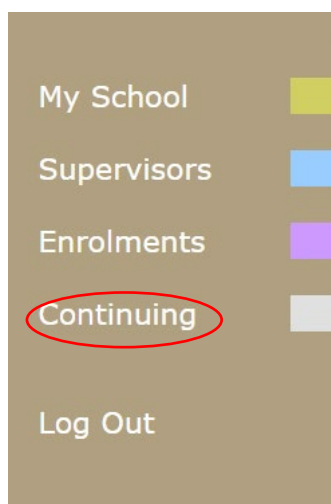 My School
Supervisors
Enrolments
Continuing
Log Out